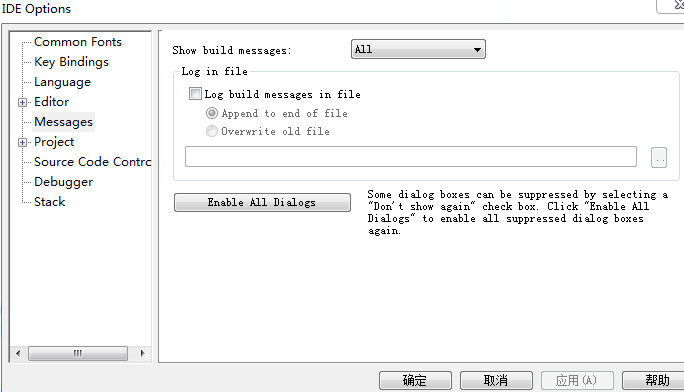 IDE Options
Common Fonts
Key Bindings
Language
Editor
Messages
Project
Source Code Contro
Debugger
Stack
Show build messages:
All
Log in file
Log build messages in file
Append to end of file
Overwrite old file
..
Enable All Dialogs
Some dialog boxes can be suppressed by selecting a
"Don't show again" check box. Click "Enable All
Dialogs" to enable all suppressed dialog boxes
again.
确定
取消
应用(A)
帮助